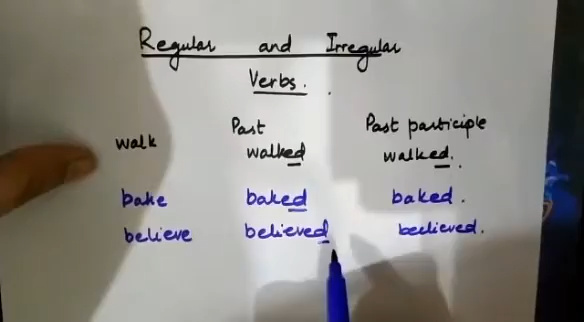 Regular and Irregular
Verbs.
Past Past participle
walk walked walked.
bake baked baked.
believe believed believed.